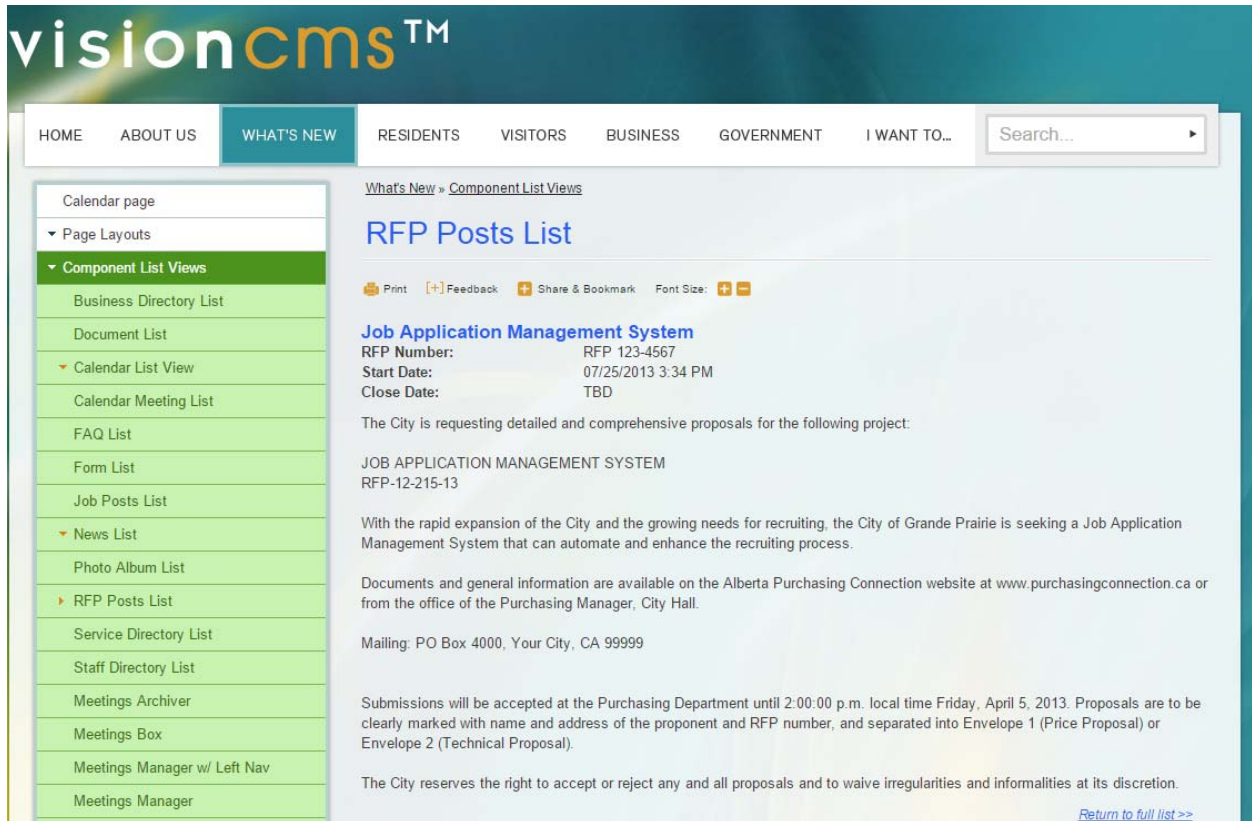 visioncms™
HOME ABOUT US WHAT'S NEW RESIDENTS VISITORS BUSINESS GOVERNMENT I WANT TO... Search...
Calendar page
Page Layouts
Component List Views
Business Directory List
Document List
Calendar List View
Calendar Meeting List
FAQ List
Form List
Job Posts List
News List
Photo Album List
RFP Posts List
Service Directory List
Staff Directory List
Meetings Archiver
Meetings Box
Meetings Manager w/ Left Nav
Meetings Manager
What's New » Component List Views
RFP Posts List
Print [+] Feedback Share & Bookmark Font Size:
Job Application Management System
RFP Number: RFP 123-4567
Start Date: 07/25/2013 3:34 PM
Close Date: TBD
The City is requesting detailed and comprehensive proposals for the following project:
JOB APPLICATION MANAGEMENT SYSTEM
RFP-12-215-13
With the rapid expansion of the City and the growing needs for recruiting, the City of Grande Prairie is seeking a Job Application
Management System that can automate and enhance the recruiting process.
Documents and general information are available on the Alberta Purchasing Connection website at www.purchasingconnection.ca or
from the office of the Purchasing Manager, City Hall.
Mailing: PO Box 4000, Your City, CA 99999
Submissions will be accepted at the Purchasing Department until 2:00:00 p.m. local time Friday, April 5, 2013. Proposals are to be
clearly marked with name and address of the proponent and RFP number, and separated into Envelope 1 (Price Proposal) or
Envelope 2 (Technical Proposal).
The City reserves the right to accept or reject any and all proposals and to waive irregularities and informalities at its discretion.
Return to full list >>